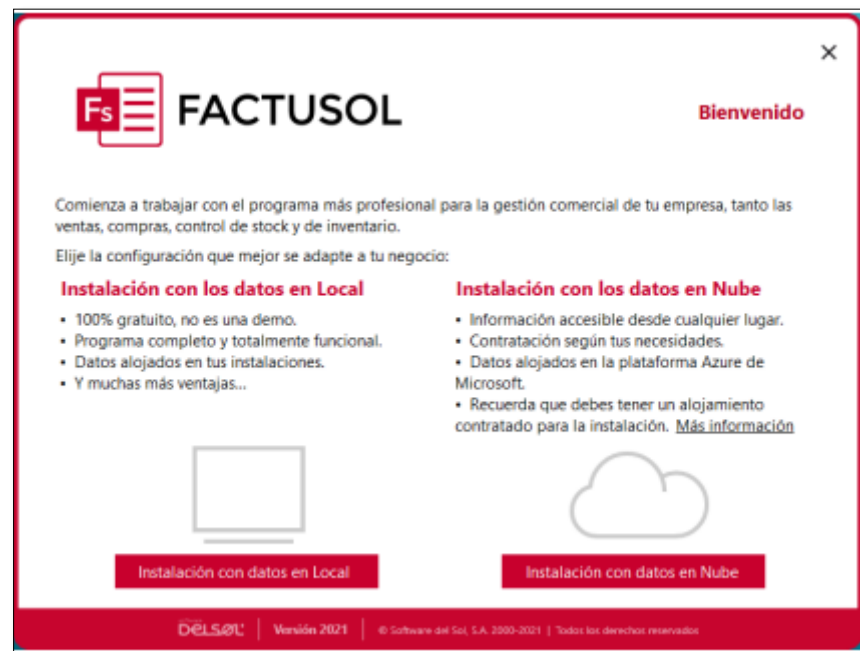 Fs FACTUSOL
Bienvenido
Comienza a trabajar con el programa más profesional para la gestión comercial de tu empresa, tanto las
ventas, compras, control de stock y de inventario.
Elije la configuración que mejor se adapte a tu negocio:
Instalación con los datos en Local
• 100% gratuito, no es una demo.
• Programa completo y totalmente funcional.
• Datos alojados en tus instalaciones.
• Y muchas más ventajas...
Instalación con datos en Local
Instalación con los datos en Nube
• Información accesible desde cualquier lugar.
• Contratación según tus necesidades.
• Datos alojados en la plataforma Azure de
Microsoft.
• Recuerda que debes tener un alojamiento
contratado para la instalación. Más información
Instalación con datos en Nube
DELSOL | Versión 2021 | © Software del Sol, S.A. 2000-2021 | Todos los derechos reservados